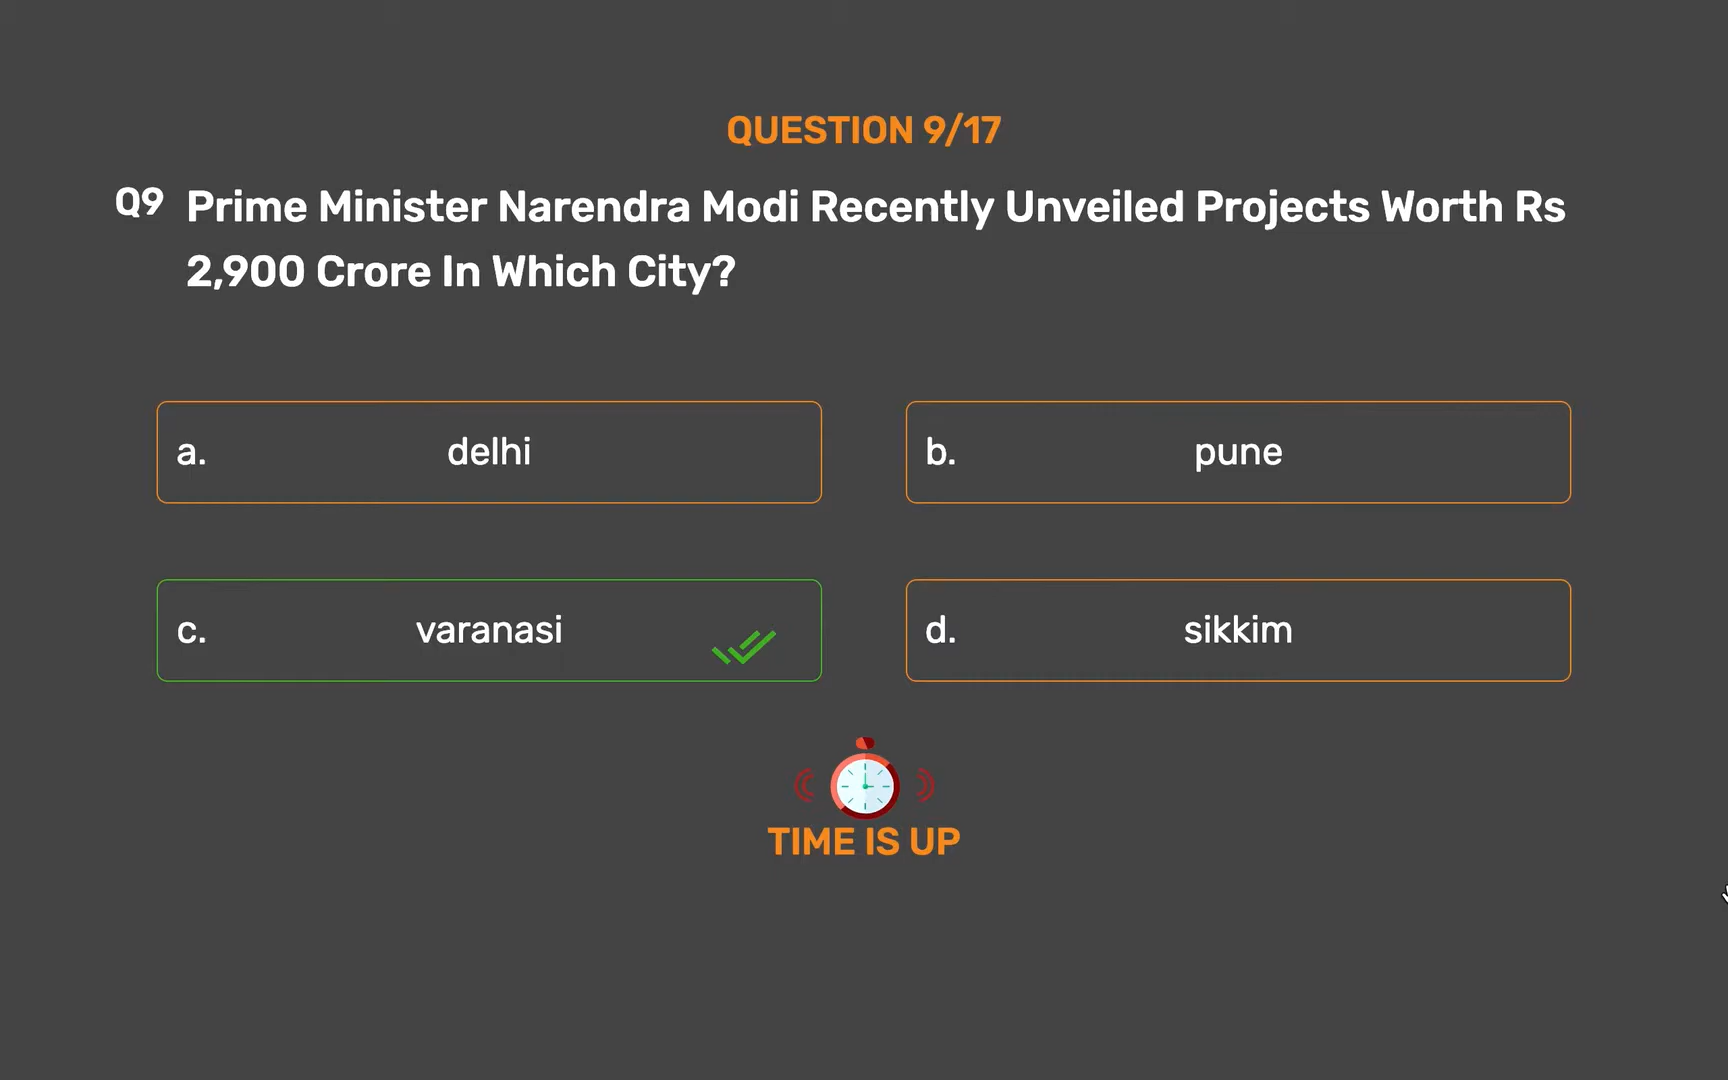 QUESTION 9/17
Q9 Prime Minister Narendra Modi Recently Unveiled Projects Worth Rs
2,900 Crore In Which City?
a. delhi
b. pune
c. varanasi
d. sikkim
TIME IS UP